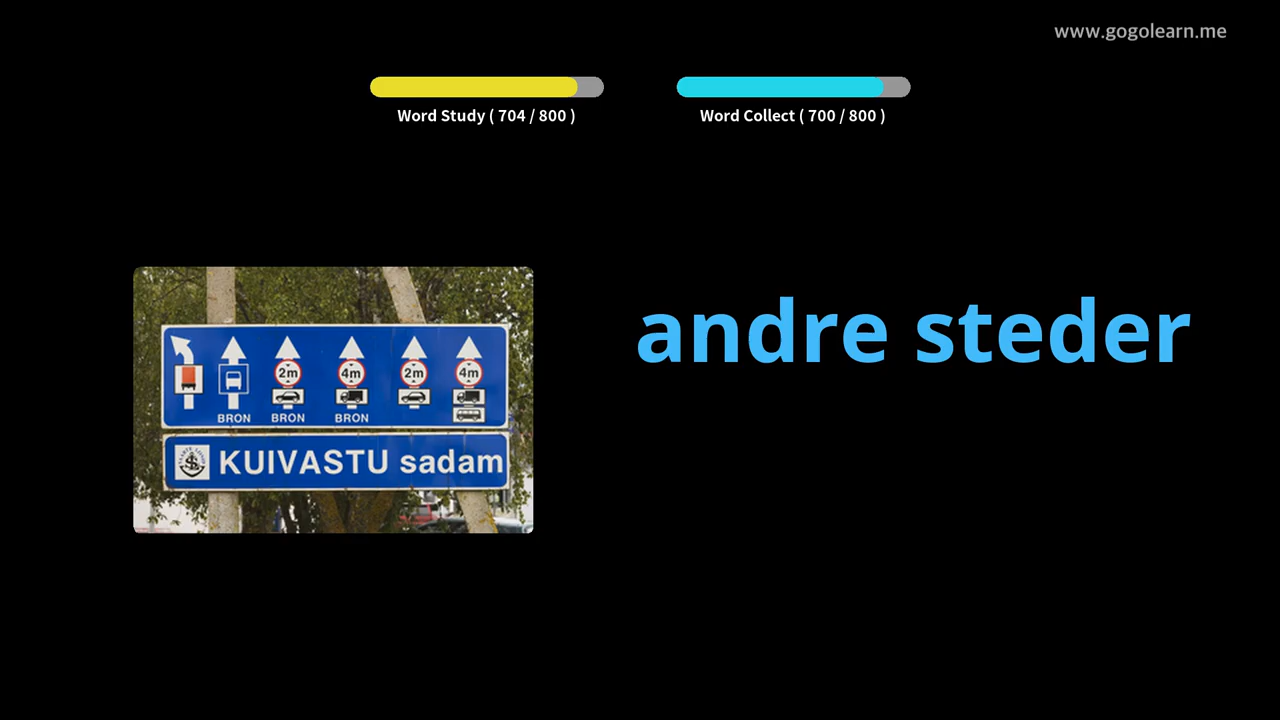 www.gogolearn.me
Word Study ( 704 / 800 )
Word Collect ( 700 / 800 )
andre steder
2m
4m
2m
4m
BRON
BRON
BRON
KUIVASTU sadam